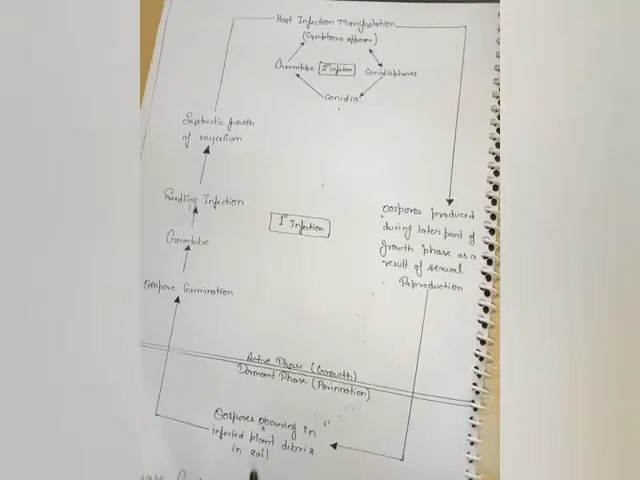 Host Infection Manifestation
(Symptoms appear)
Germtube
2° Infection
Conidiophores
Conidia
Systmetic growth
of mycelium
Seedling Infection
1° Infection
Germtube
Oospore Germination
Oospores produced
during later part of
growth phase as a
result of sexual
Reproduction
Active Phase (Growth)
Dormant Phase (Perinnation)
Oospores occuring in
infected plant debris
in soil